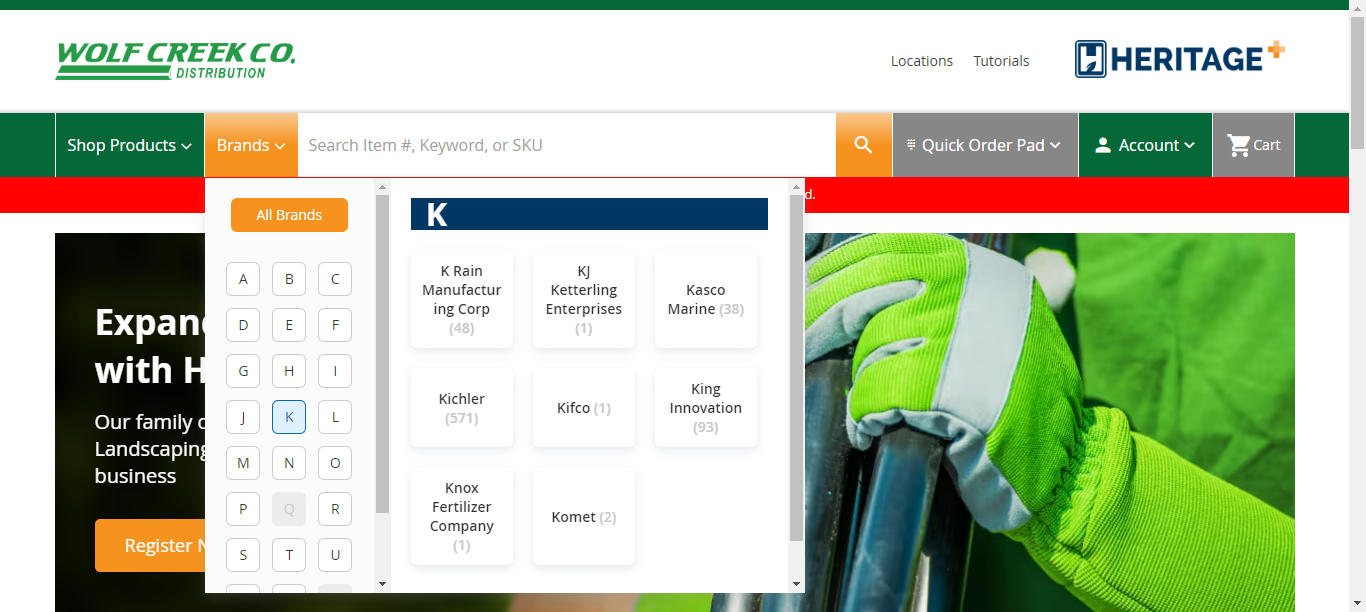 WOLF CREEK CO.
DISTRIBUTION
Locations Tutorials
HERITAGE+
Shop Products
Brands
Search Item #, Keyword, or SKU
Quick Order Pad
Account
Cart
d.
All Brands
A B C
D E F
G H I
J K L
M N O
P Q R
S T U
K
K Rain
Manufactur
ing Corp
(48)
KJ
Ketterling
Enterprises
(1)
Kasco
Marine (38)
Kichler
(571)
Kifco (1)
King
Innovation
(93)
Knox
Fertilizer
Company
(1)
Komet (2)
Expan
with H
Our family
Landscaping
business
Register N